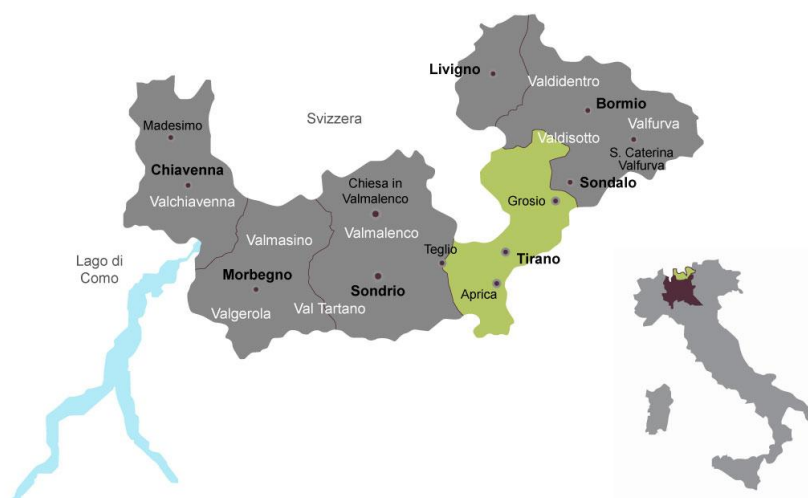 Livigno
Valdidentro
Bormio
Madesimo
Svizzera
Valfurva
Valdisotto
S. Caterina
Valfurva
Chiavenna
Sondalo
Chiesa in
Valmalenco
Valchiavenna
Grosio
Valmasino
Valmalenco
Teglio
Tirano
Lago di
Como
Morbegno
Sondrio
Aprica
Valgerola
Val Tartano